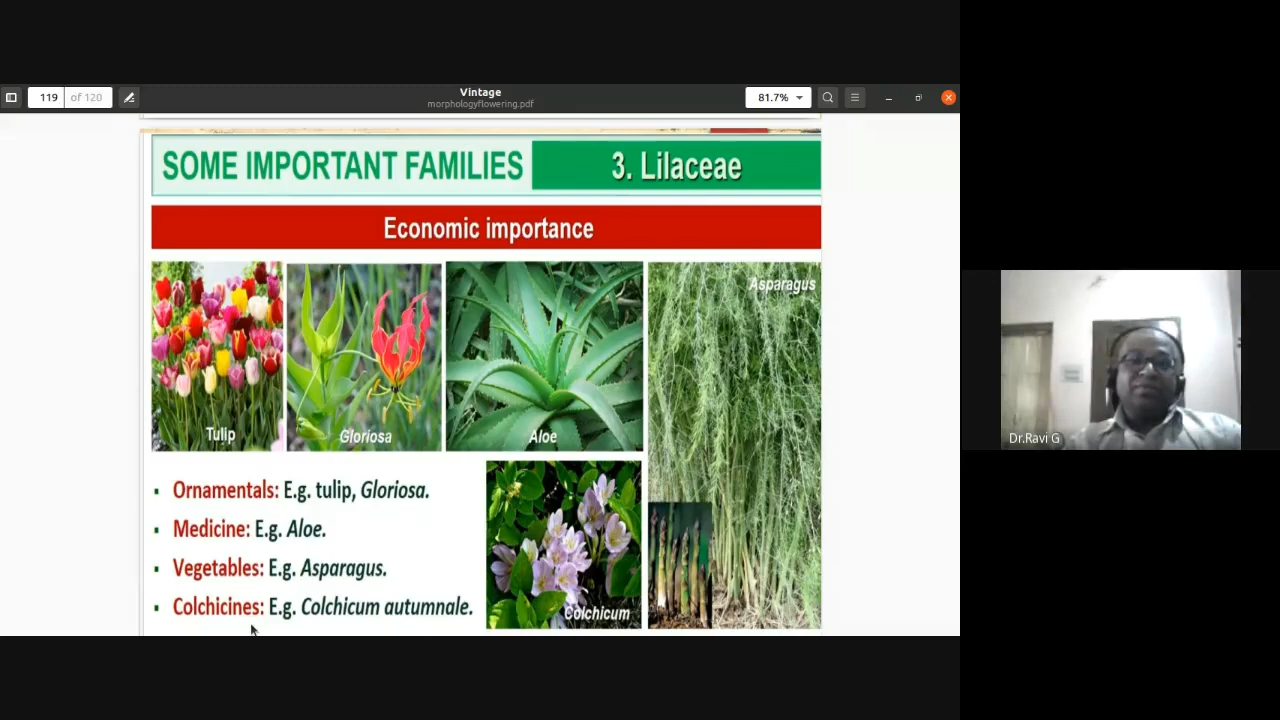 119 of 120
Vintage
morphologyflowering.pdf
81.7%
SOME IMPORTANT FAMILIES
3. Lilaceae
Economic importance
Tulip
Gloriosa
Aloe
Asparagus
Ornamentals: E.g. tulip, Gloriosa.
Medicine: E.g. Aloe.
Vegetables: E.g. Asparagus.
Colchicines: E.g. Colchicum autumnale.
Colchicum
Dr.Ravi G